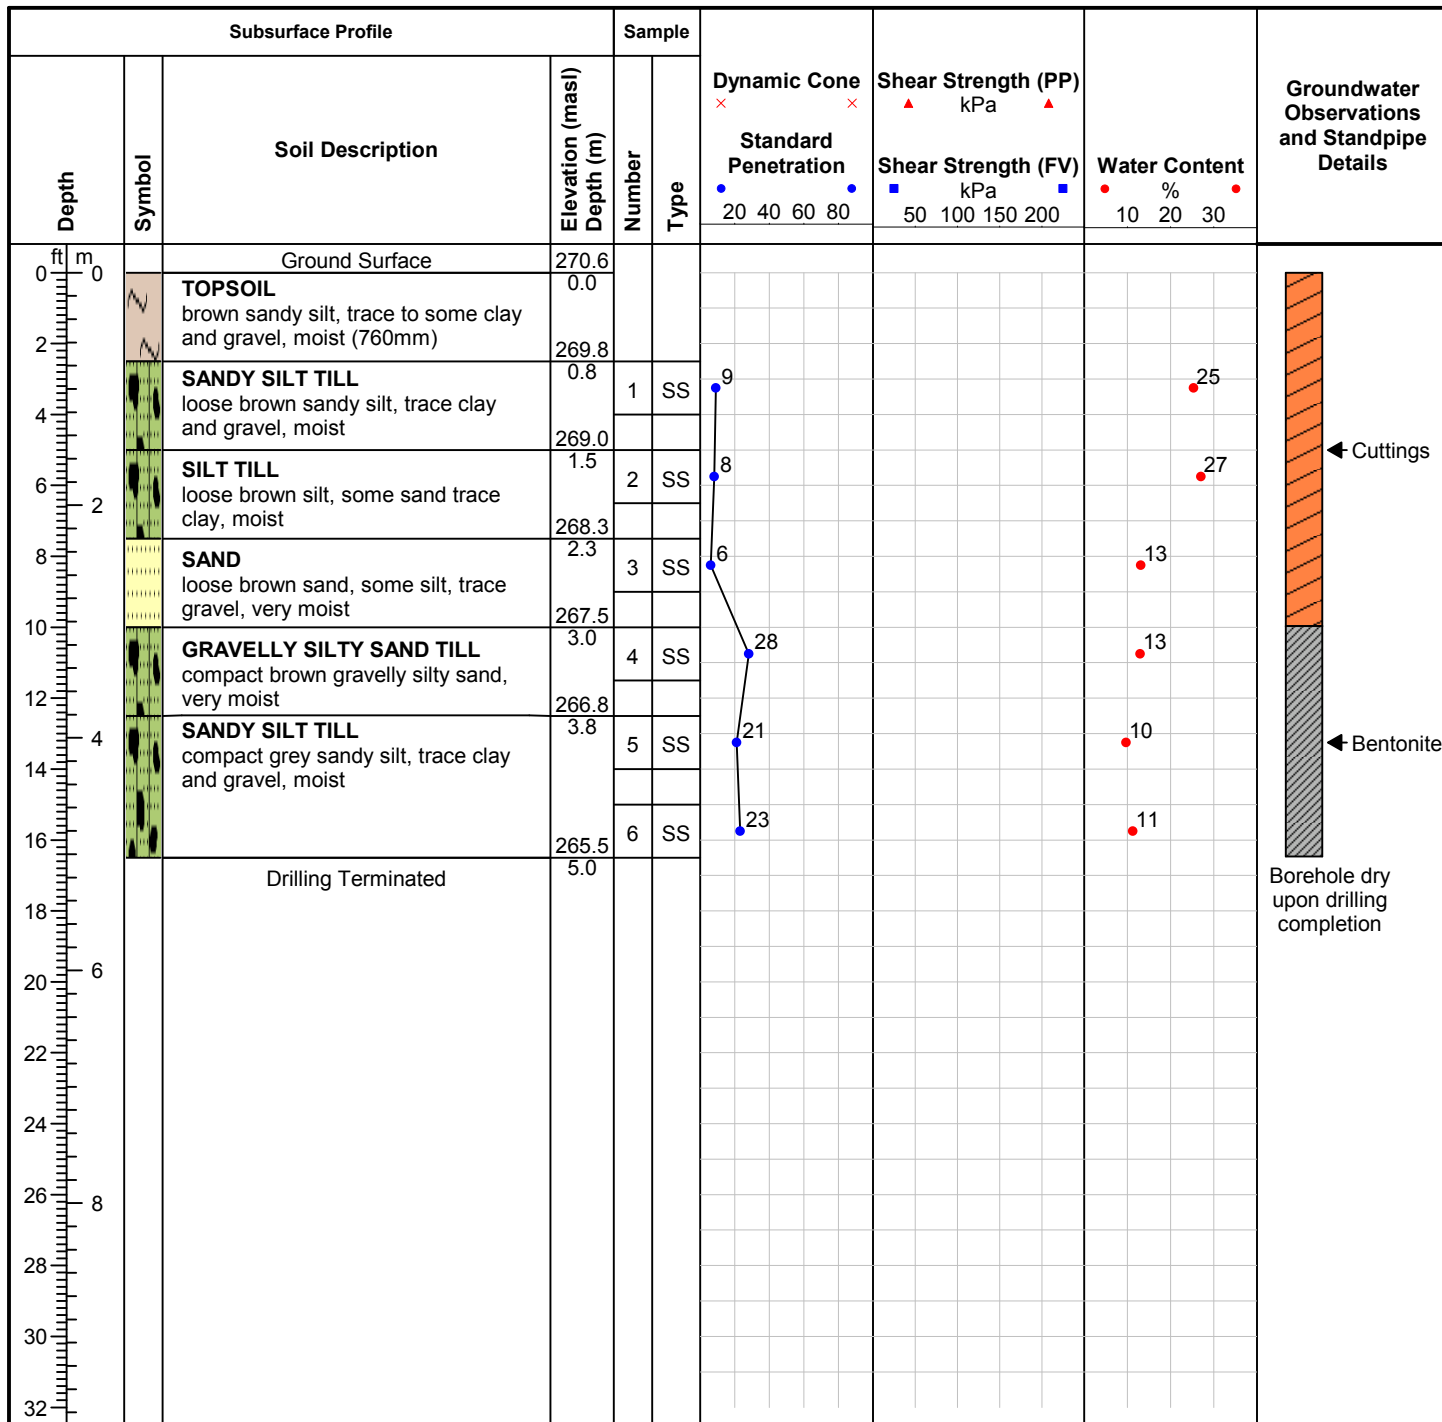 Subsurface Profile
Sample
Depth
Symbol
Soil Description
Elevation (masl)
Depth (m)
Number
Type
Dynamic Cone
Standard
Penetration
20 40 60 80
Shear Strength (PP)
kPa
Shear Strength (FV)
kPa
50 100 150 200
Water Content
%
10 20 30
Groundwater
Observations
and Standpipe
Details
ft m
Ground Surface 270.6
0 0
0.0
TOPSOIL
brown sandy silt, trace to some clay
and gravel, moist (760mm)
2
269.8
0.8
SANDY SILT TILL
loose brown sandy silt, trace clay
and gravel, moist
1 SS 9 25
4
269.0
1.5
SILT TILL
loose brown silt, some sand trace
clay, moist
2 SS 8 27
Cuttings
6
2
268.3
2.3
SAND
loose brown sand, some silt, trace
gravel, very moist
3 SS 6 13
8
267.5
10
3.0
GRAVELLY SILTY SAND TILL
compact brown gravelly silty sand,
very moist
4 SS 28 13
12
266.8
3.8
SANDY SILT TILL
compact grey sandy silt, trace clay
and gravel, moist
4
5 SS 21 10
Bentonite
14
6 SS 23 11
16
265.5
5.0
Drilling Terminated
Borehole dry
upon drilling
completion
18
6
20
22
24
26
8
28
30
32